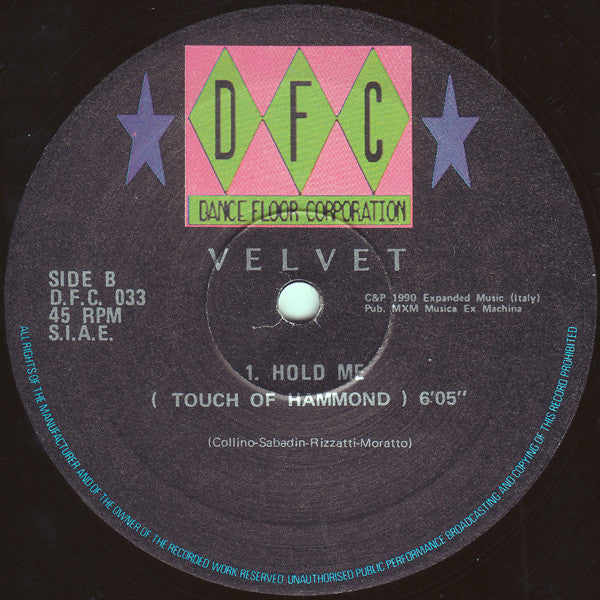 D F C
DANCE FLOOR CORPORATION
VELVET
SIDE B
D.F.C. 033
45 RPM
S.I.A.E.
C&P 1990 Expanded Music (Italy)
Pub. MXM Musica Ex Machina
1. HOLD ME
( TOUCH OF HAMMOND ) 6'05"
(Collino-Sabadin-Rizzatti-Moratto)
ALL RIGHTS OF THE MANUFACTURER AND OF THE OWNER OF THE RECORDED WORK RESERVED UNAUTHORISED PUBLIC PERFORMANCE BROADCASTING AND COPYING OF THIS RECORD PROHIBITED